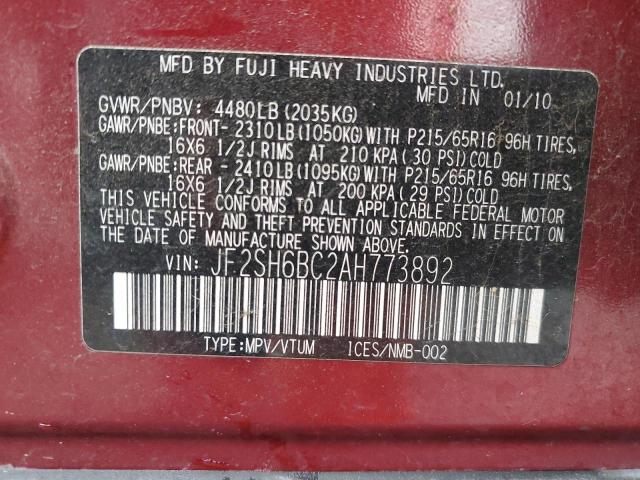 MFD BY FUJI HEAVY INDUSTRIES LTD.
MFD IN 01/10
GVWR/PNBV: 4480LB (2035KG)
GAWR/PNBE:FRONT- 2310LB(1050KG)WITH P215/65R16 96H TIRES,
16X6 1/2J RIMS AT 210 KPA (30 PSI)COLD
GAWR/PNBE:REAR - 2410LB(1095KG)WITH P215/65R16 96H TIRES,
16X6 1/2J RIMS AT 200 KPA (29 PSI)COLD
THIS VEHICLE CONFORMS TO ALL APPLICABLE FEDERAL MOTOR
VEHICLE SAFETY AND THEFT PREVENTION STANDARDS IN EFFECT
ON THE DATE OF MANUFACTURE SHOWN ABOVE.
VIN: JF2SH6BC2AH773892
TYPE:MPV/VTUM ICES/NMB-002